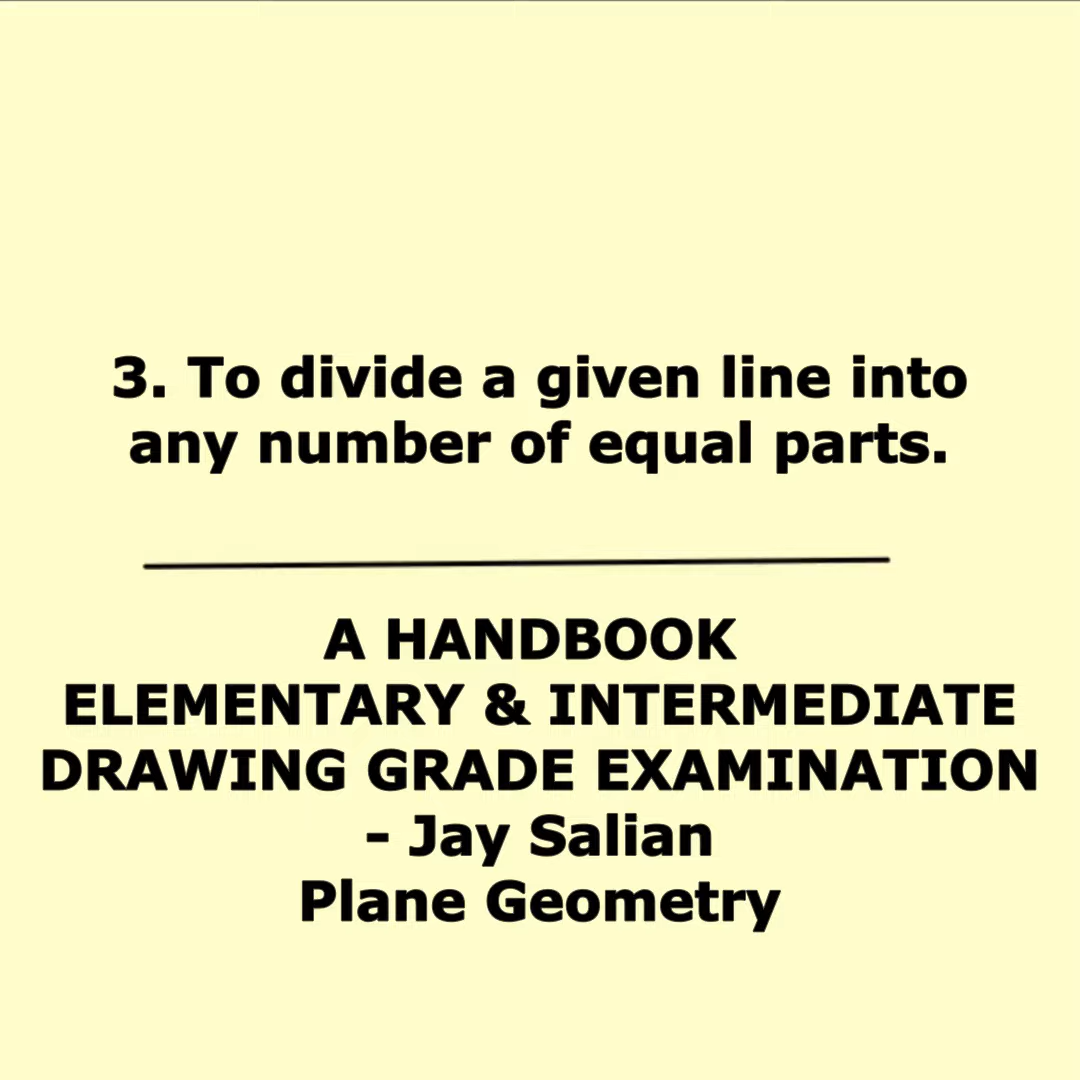 3. To divide a given line into
any number of equal parts.
A HANDBOOK
ELEMENTARY & INTERMEDIATE
DRAWING GRADE EXAMINATION
- Jay Salian
Plane Geometry